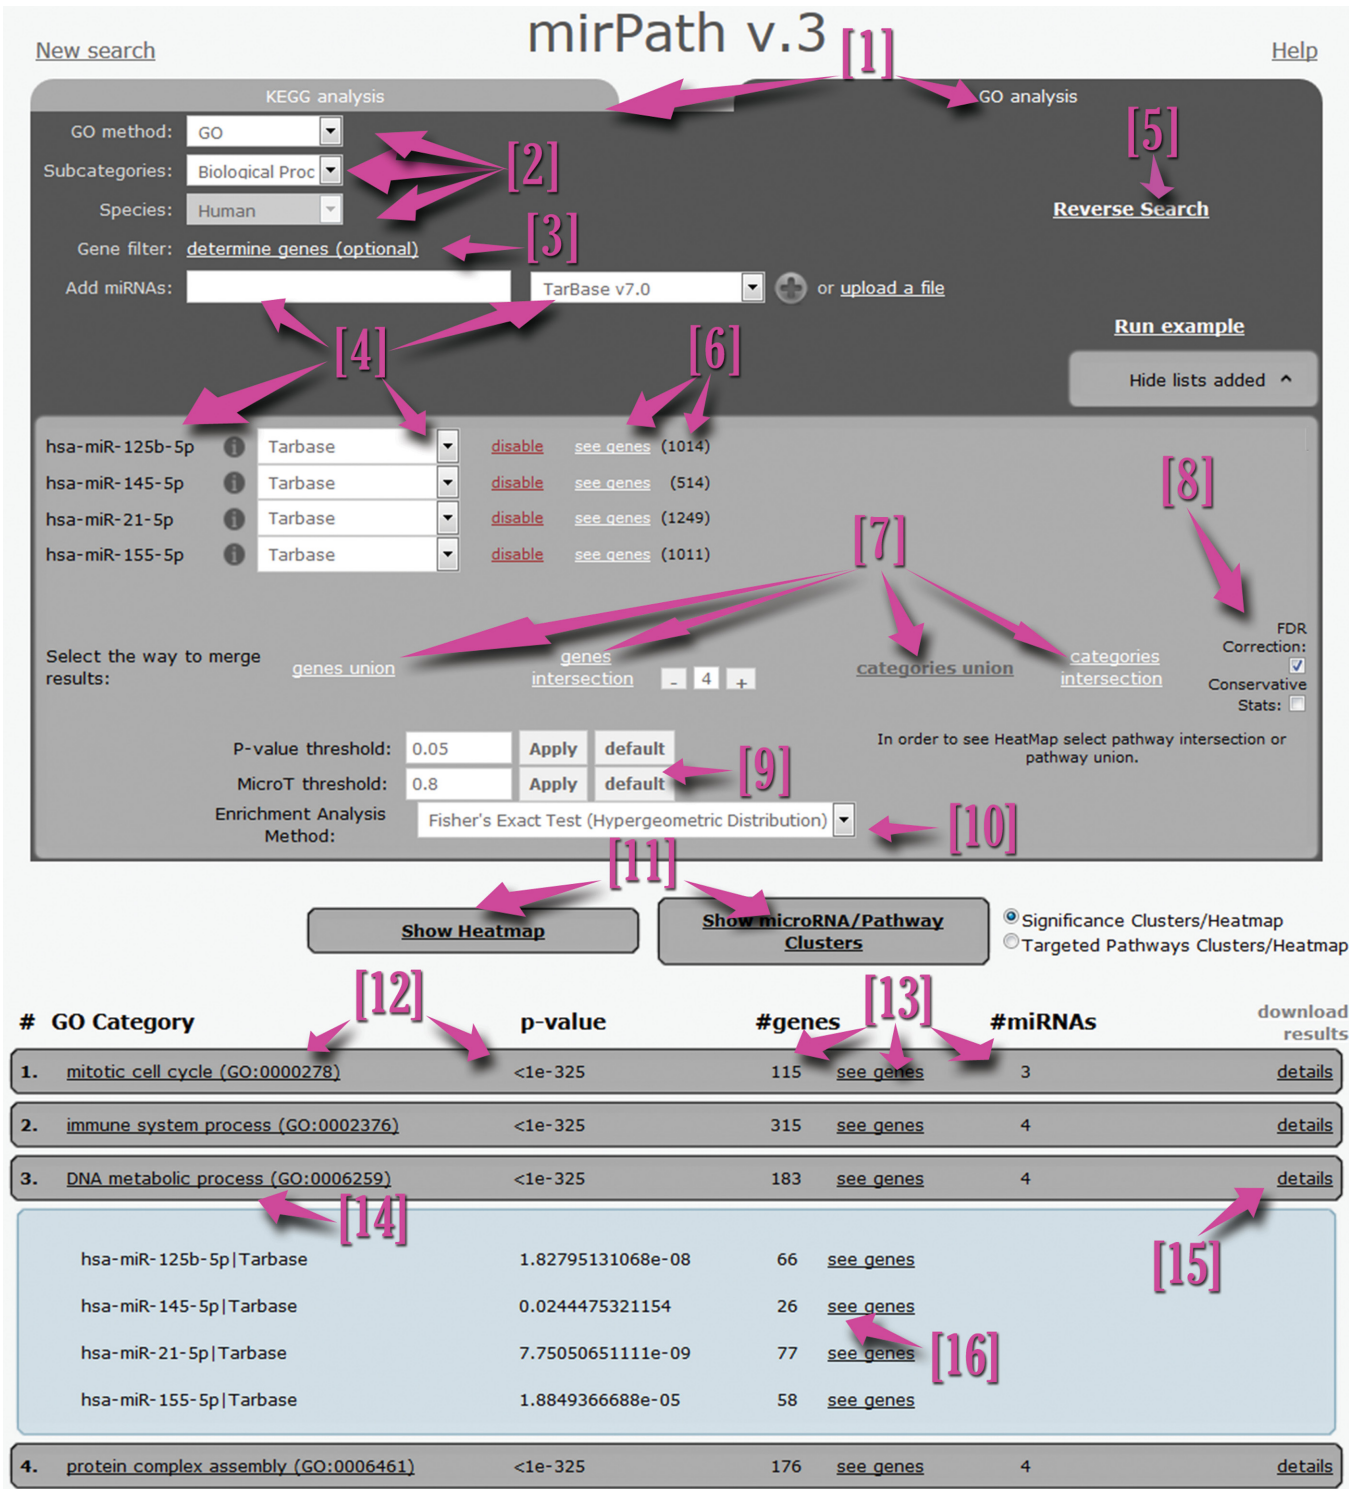 mirPath v.3
New search
[1]
Help
KEGG analysis
GO analysis
GO method: GO
[5]
Subcategories: Biological Proc
[2]
Species: Human
Reverse Search
Gene filter: determine genes (optional)
[3]
Add miRNAs: TarBase v7.0 or upload a file
Run example
[4]
[6]
Hide lists added ^
hsa-miR-125b-5p i Tarbase disable see genes (1014)
hsa-miR-145-5p i Tarbase disable see genes (514)
[8]
hsa-miR-21-5p i Tarbase disable see genes (1249)
[7]
hsa-miR-155-5p i Tarbase disable see genes (1011)
FDR
Correction:
Select the way to merge
results:
genes union
genes
intersection
- 4 +
categories union
categories
intersection
Conservative
Stats:
P-value threshold: 0.05 Apply default
In order to see HeatMap select pathway intersection or
pathway union.
[9]
MicroT threshold: 0.8 Apply default
Enrichment Analysis
Method:
Fisher's Exact Test (Hypergeometric Distribution)
[10]
[11]
Show Heatmap
Show microRNA/Pathway
Clusters
Significance Clusters/Heatmap
Targeted Pathways Clusters/Heatmap
[12]
[13]
# GO Category p-value #genes #miRNAs
download
results
1. mitotic cell cycle (GO:0000278) <1e-325 115 see genes 3 details
2. immune system process (GO:0002376) <1e-325 315 see genes 4 details
3. DNA metabolic process (GO:0006259) <1e-325 183 see genes 4 details
[14]
hsa-miR-125b-5p|Tarbase 1.82795131068e-08 66 see genes
[15]
hsa-miR-145-5p|Tarbase 0.0244475321154 26 see genes
hsa-miR-21-5p|Tarbase 7.75050651111e-09 77 see genes
[16]
hsa-miR-155-5p|Tarbase 1.8849366688e-05 58 see genes
4. protein complex assembly (GO:0006461) <1e-325 176 see genes 4 details